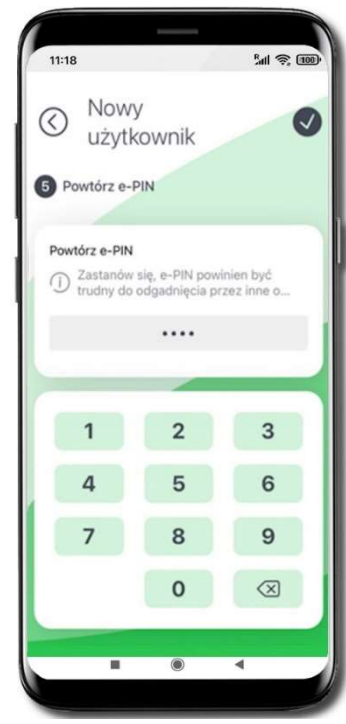 11:18
R
100
Nowy
użytkownik
5 Powtórz e-PIN
Powtórz e-PIN
Zastanów się, e-PIN powinien być
trudny do odgadnięcia przez inne o...
••••
1 2 3
4 5 6
7 8 9
0